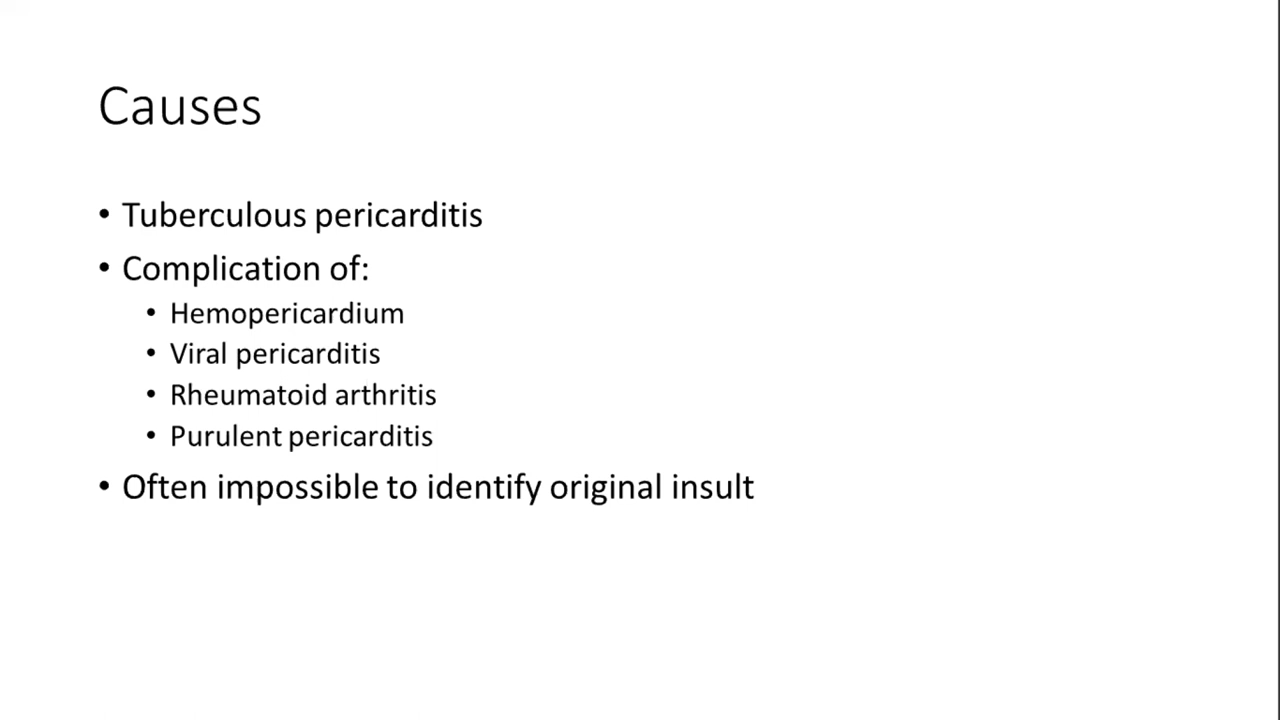 Causes
• Tuberculous pericarditis
• Complication of:
• Hemopericardium
• Viral pericarditis
• Rheumatoid arthritis
• Purulent pericarditis
• Often impossible to identify original insult